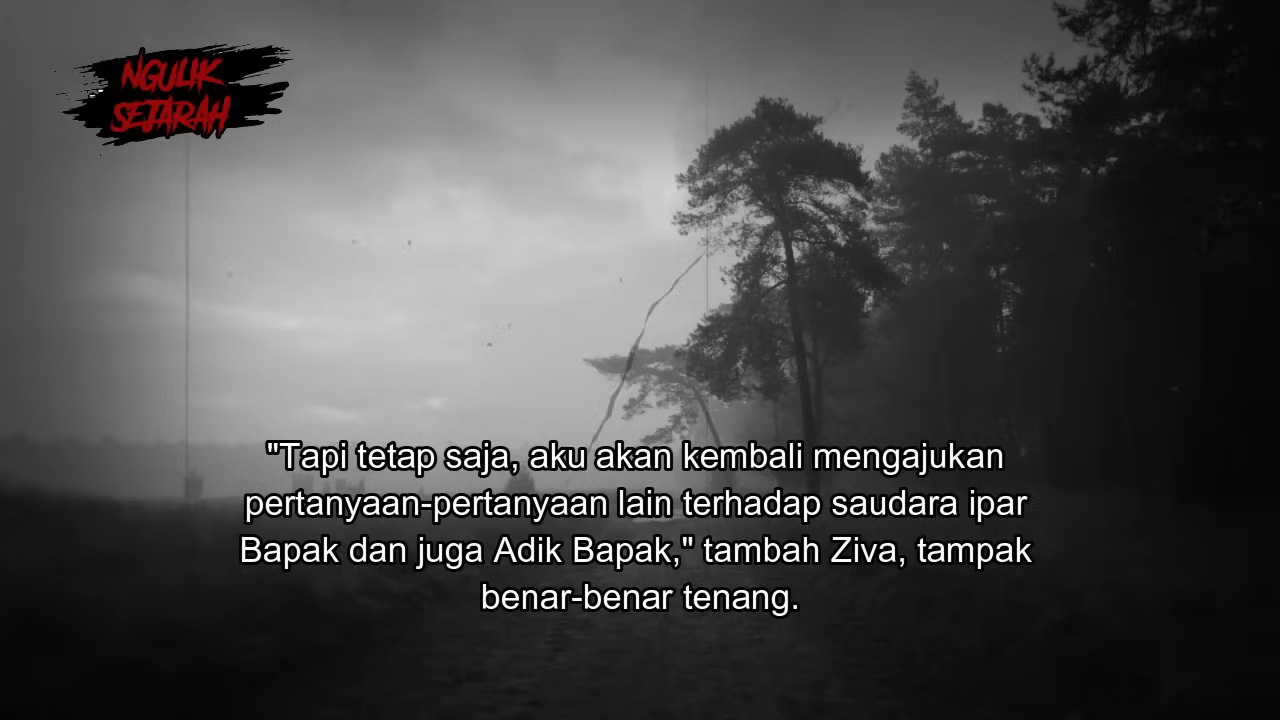 NGULIK
SEJARAH
"Tapi tetap saja, aku akan kembali mengajukan
pertanyaan-pertanyaan lain terhadap saudara ipar
Bapak dan juga Adik Bapak," tambah Ziva, tampak
benar-benar tenang.